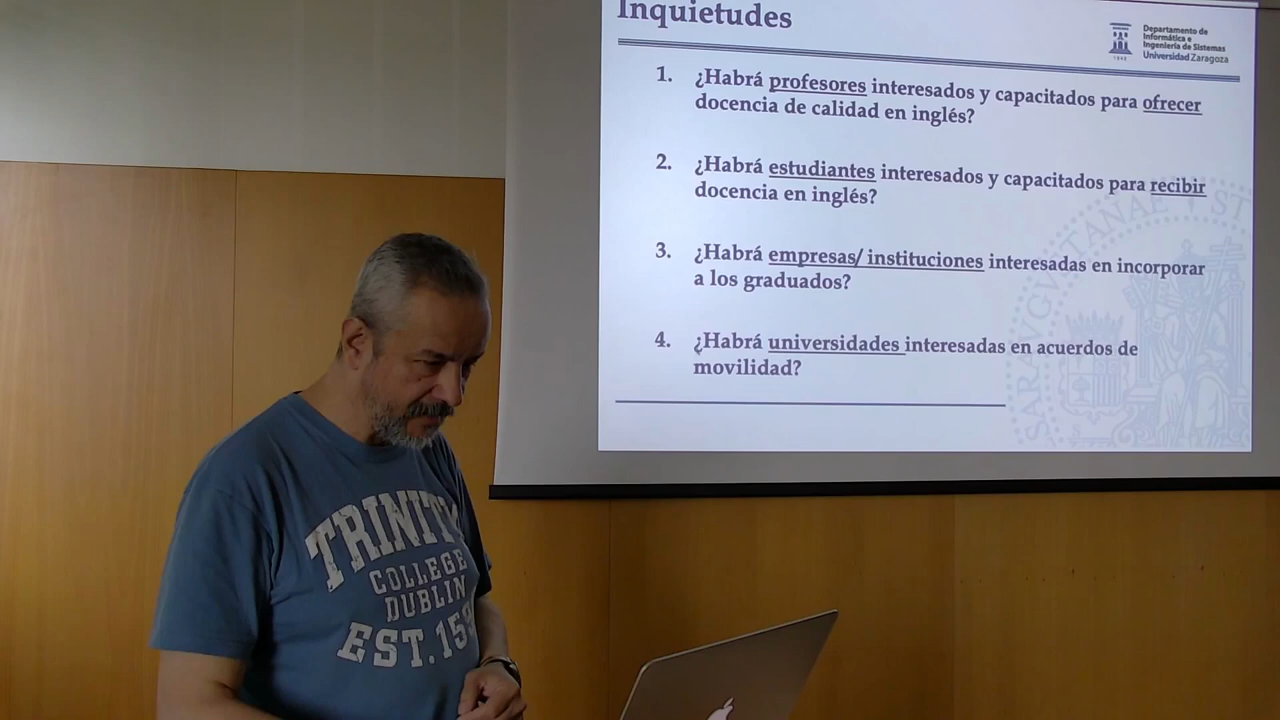 Inquietudes
Departamento de
Informática e
Ingeniería de Sistemas
Universidad Zaragoza
1542
1. ¿Habrá profesores interesados y capacitados para ofrecer
docencia de calidad en inglés?
2. ¿Habrá estudiantes interesados y capacitados para recibir
docencia en inglés?
3. ¿Habrá empresas/ instituciones interesadas en incorporar
a los graduados?
4. ¿Habrá universidades interesadas en acuerdos de
movilidad?
TRINITY
COLLEGE
DUBLIN
EST.